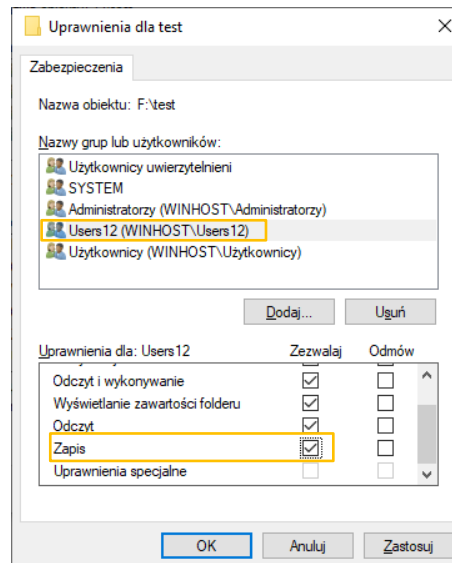 Uprawnienia dla test
Zabezpieczenia
Nazwa obiektu: F:\test
Nazwy grup lub użytkowników:
Użytkownicy uwierzytelnieni
SYSTEM
Administratorzy (WINHOST\Administratorzy)
Users12 (WINHOST\Users12)
Użytkownicy (WINHOST\Użytkownicy)
Dodaj... Usuń
Uprawnienia dla: Users12 Zezwalaj Odmów
Odczyt i wykonywanie
Wyświetlanie zawartości folderu
Odczyt
Zapis
Uprawnienia specjalne
OK Anuluj Zastosuj